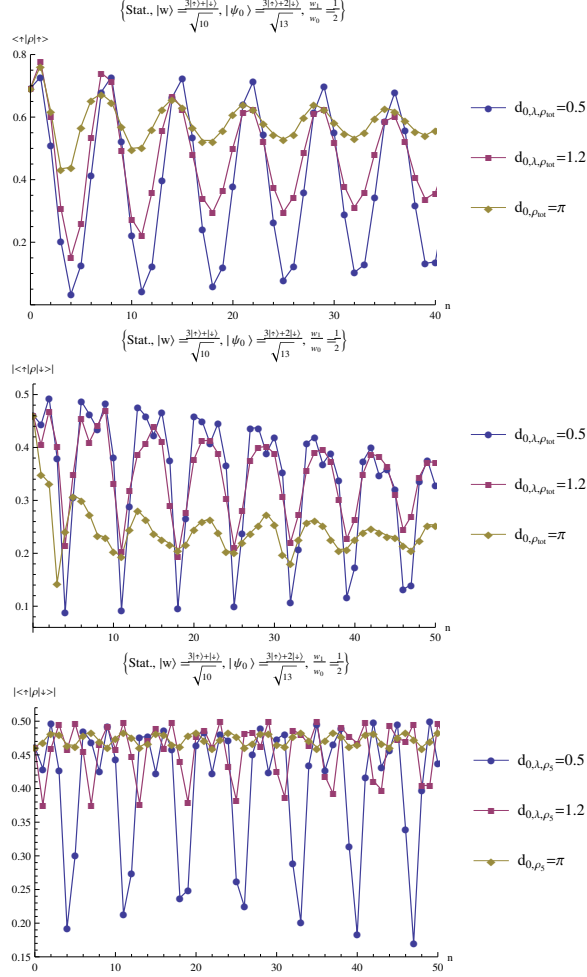 {Stat., |w⟩ = 3|↑⟩+|↓⟩/√10, |ψ₀⟩ = 3|↑⟩+2|↓⟩/√13, w₁/w₀ = 1/2}
<↑|ρ|↑>
0.8
0.6
0.4
0.2
0 10 20 30 40
n
d₀,λ,ρₜₒₜ=0.5
d₀,λ,ρₜₒₜ=1.2
d₀,ρₜₒₜ=π
{Stat., |w⟩ = 3|↑⟩+|↓⟩/√10, |ψ₀⟩ = 3|↑⟩+2|↓⟩/√13, w₁/w₀ = 1/2}
|<↑|ρ|↓>|
0.5
0.4
0.3
0.2
0.1
10 20 30 40 50
n
d₀,λ,ρₜₒₜ=0.5
d₀,λ,ρₜₒₜ=1.2
d₀,ρₜₒₜ=π
{Stat., |w⟩ = 3|↑⟩+|↓⟩/√10, |ψ₀⟩ = 3|↑⟩+2|↓⟩/√13, w₁/w₀ = 1/2}
|<↑|ρ|↓>|
0.50
0.45
0.40
0.35
0.30
0.25
0.20
0.15
0 10 20 30 40 50
n
d₀,λ,ρ₅=0.5
d₀,λ,ρ₅=1.2
d₀,ρ₅=π